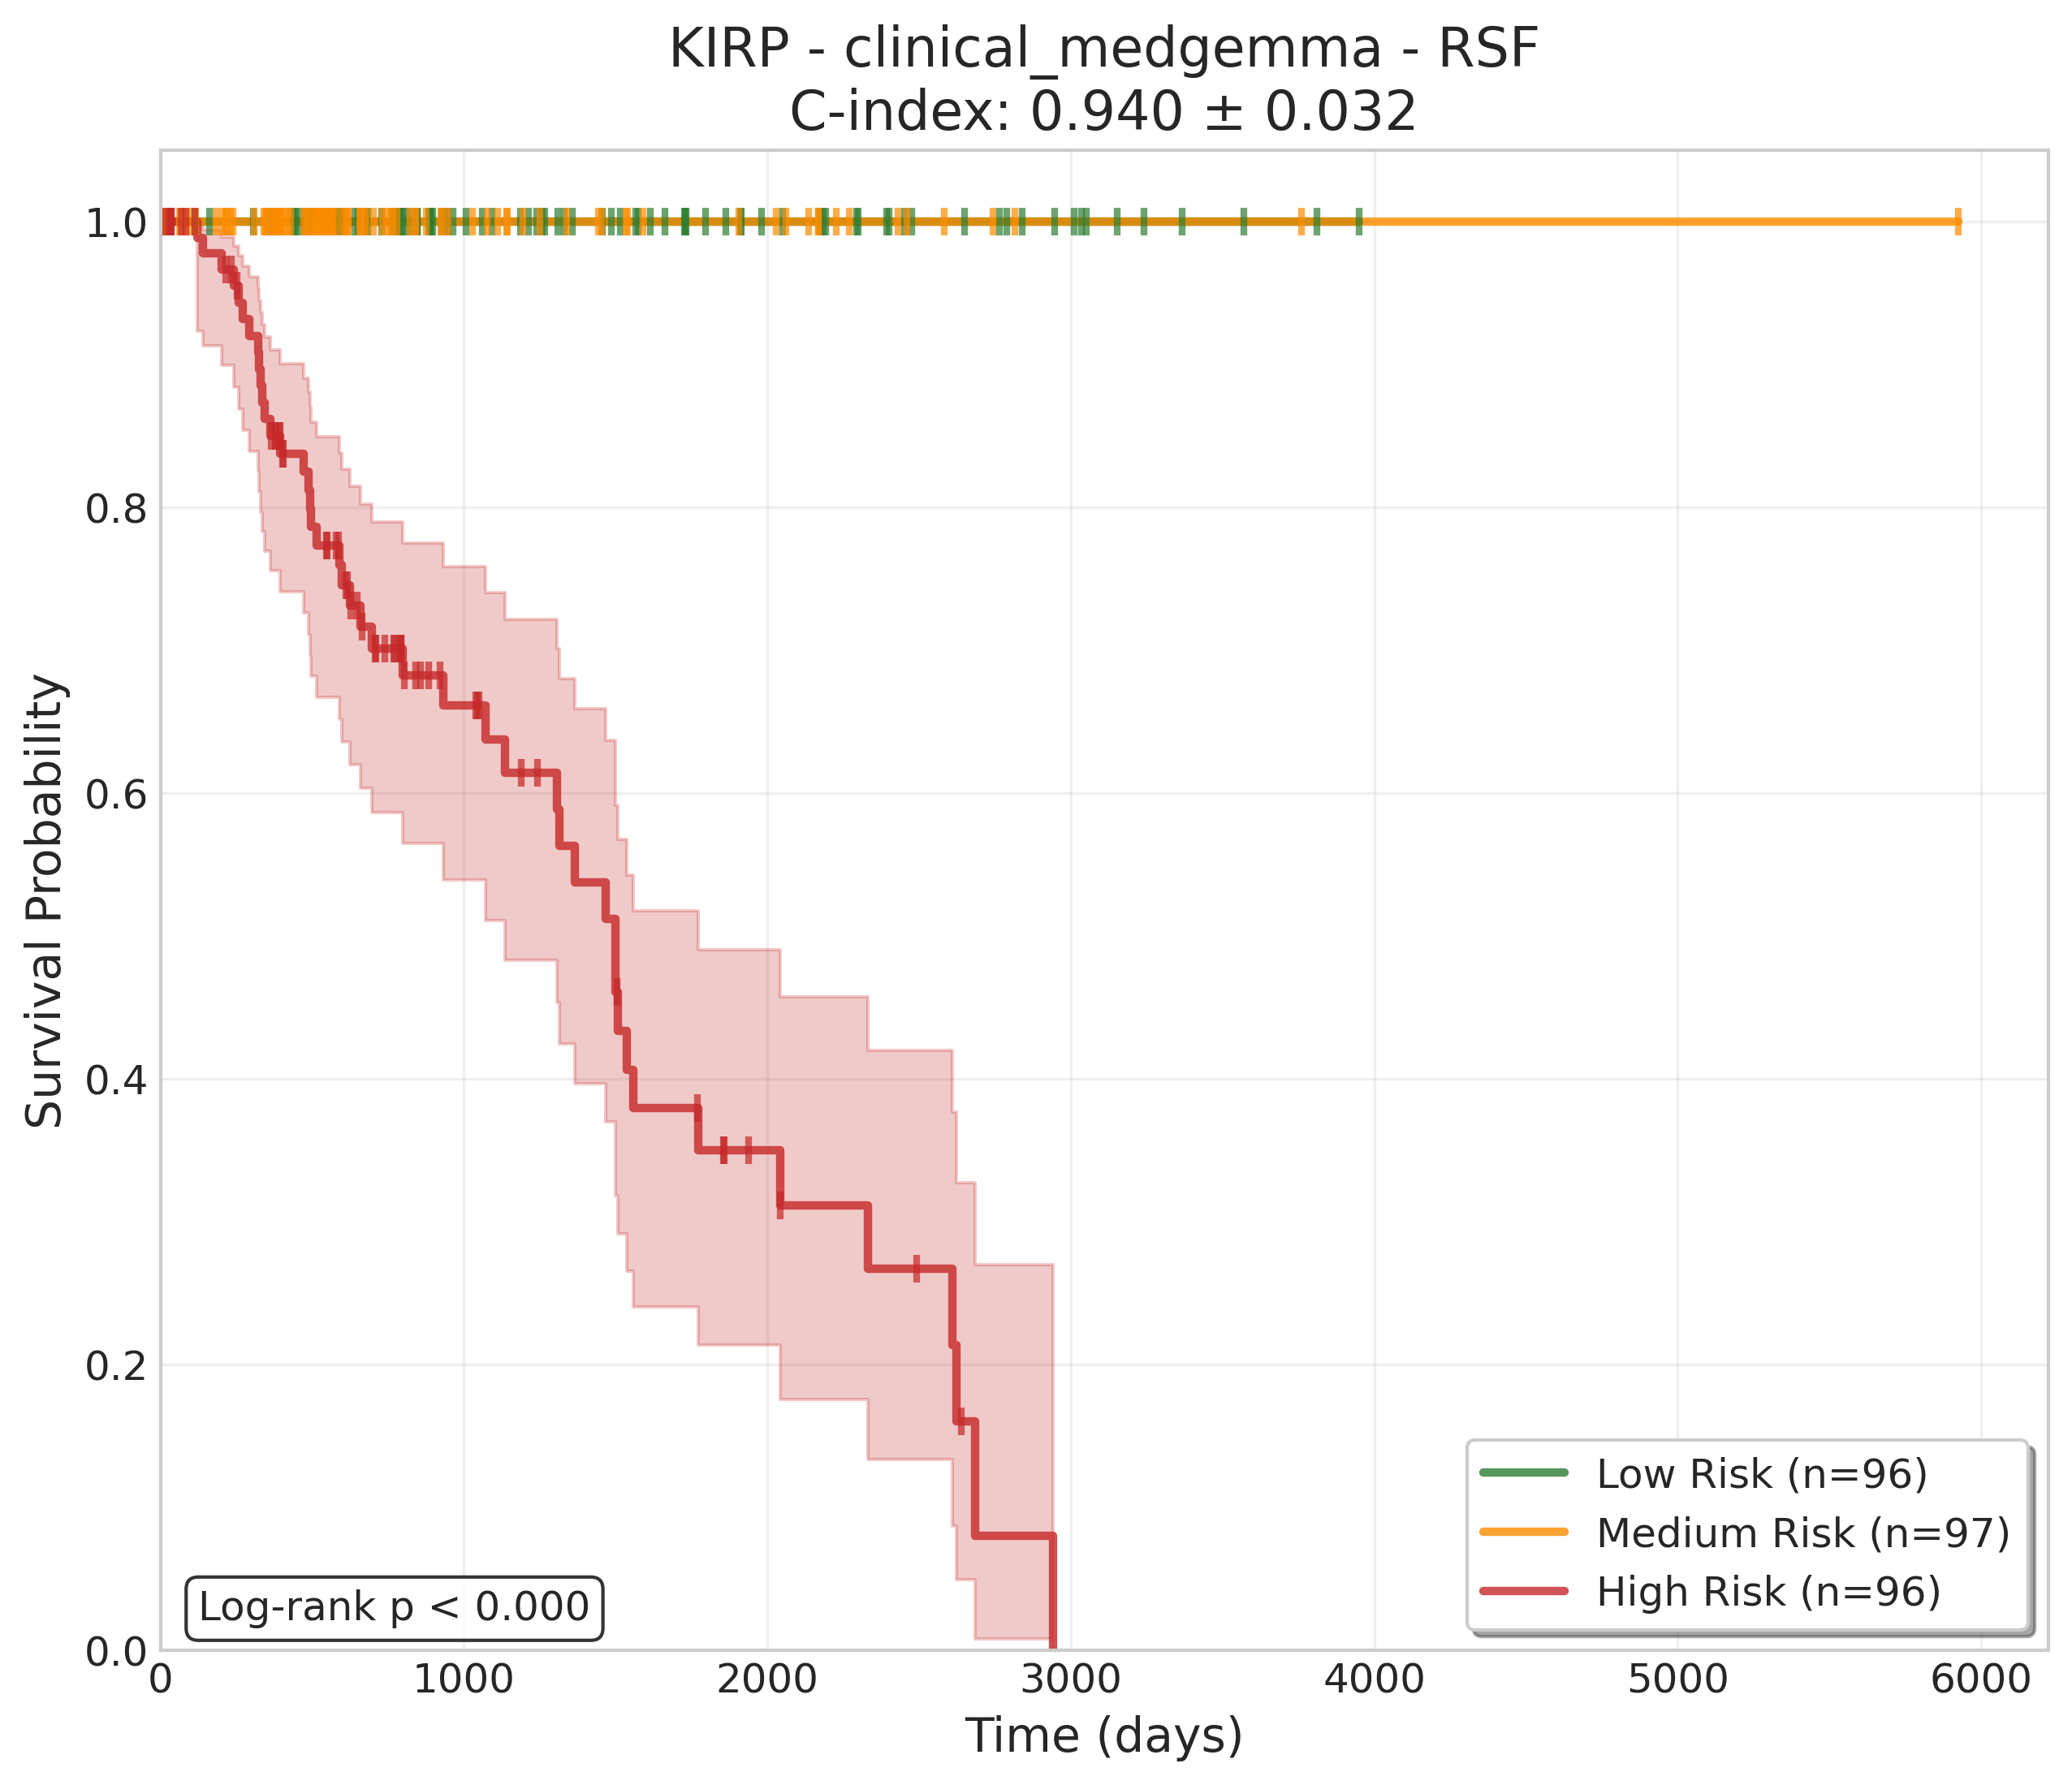 KIRP - clinical_medgemma - RSF
C-index: 0.940 ± 0.032
Survival Probability
1.0
0.8
0.6
0.4
0.2
0.0
Log-rank p < 0.000
Low Risk (n=96)
Medium Risk (n=97)
High Risk (n=96)
0 1000 2000 3000 4000 5000 6000
Time (days)